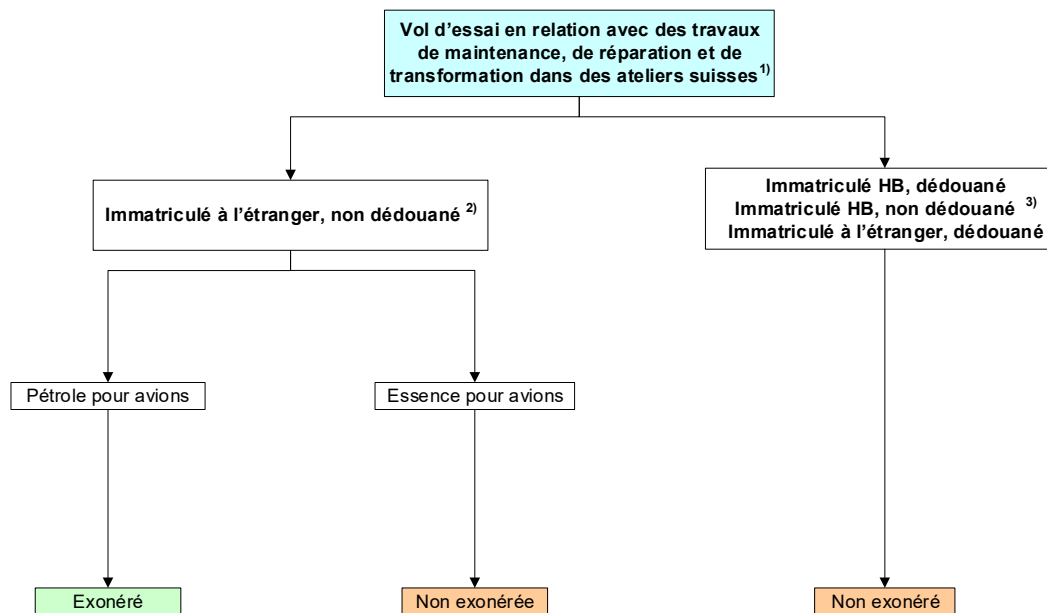 Vol d'essai en relation avec des travaux
de maintenance, de réparation et de
transformation dans des ateliers suisses 1)
Immatriculé à l'étranger, non dédouané 2)
Immatriculé HB, dédouané
Immatriculé HB, non dédouané 3)
Immatriculé à l'étranger, dédouané
Pétrole pour avions
Essence pour avions
Exonéré
Non exonérée
Non exonéré